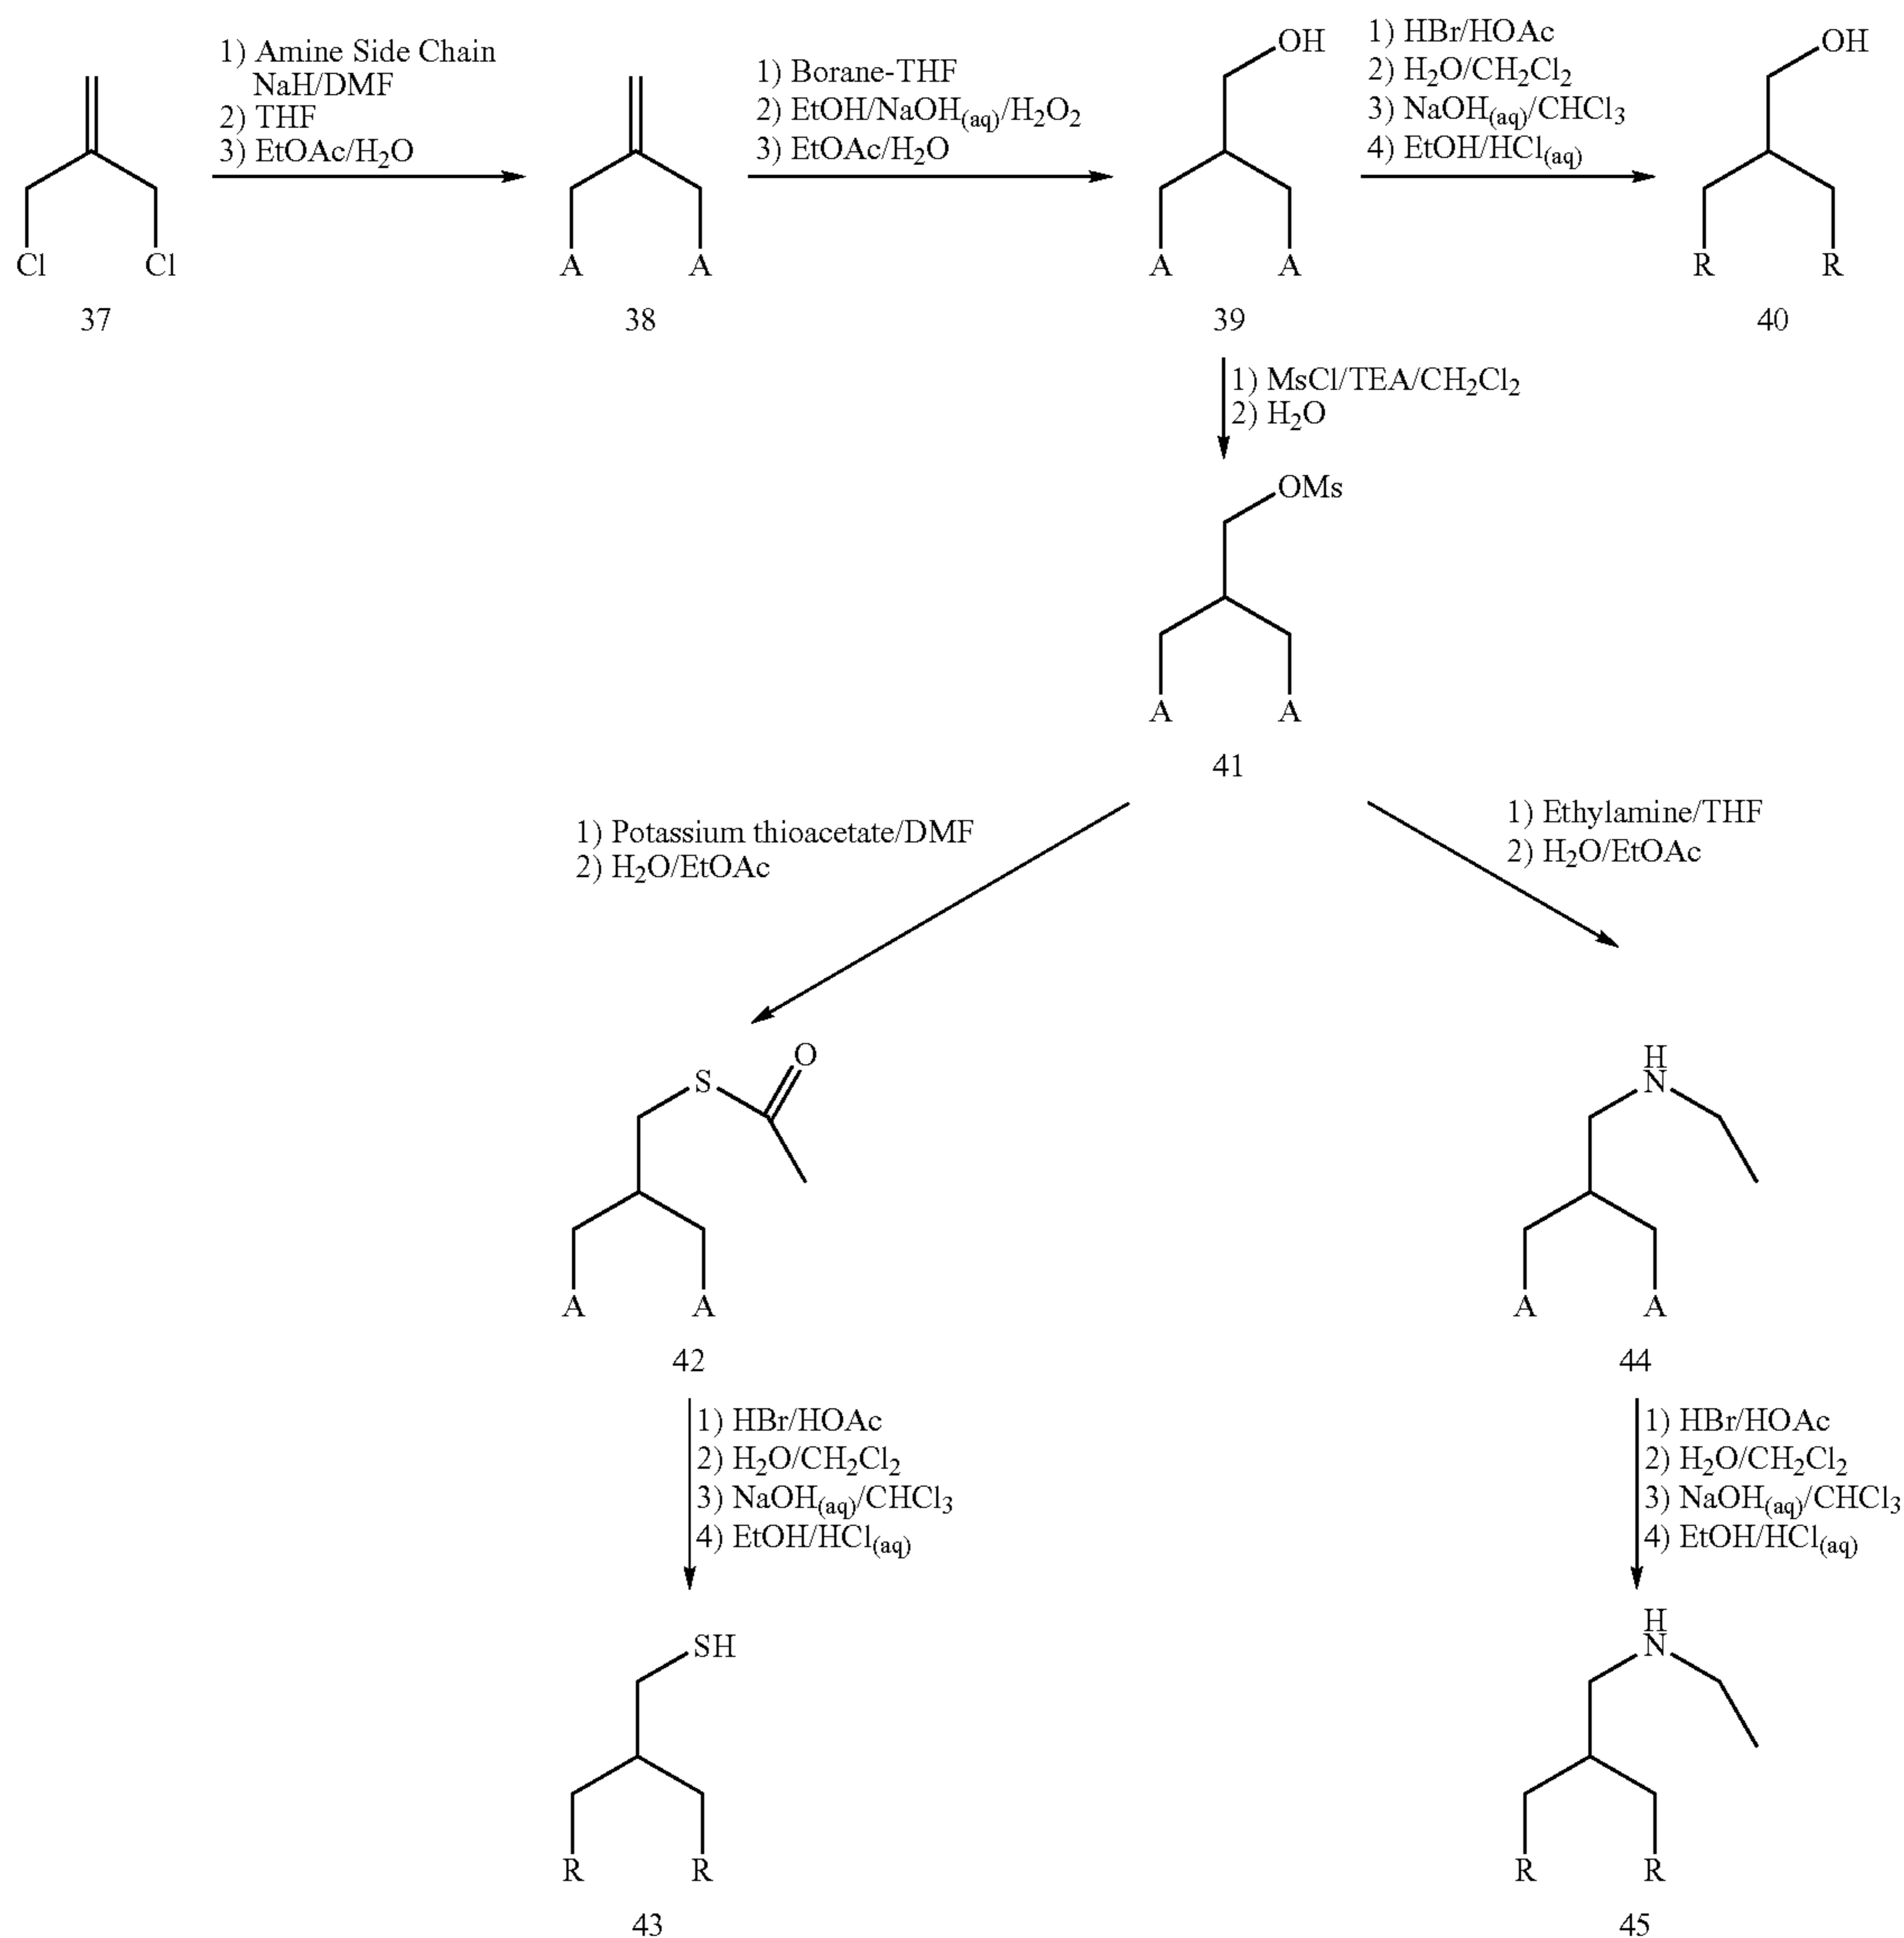 1) Amine Side Chain
NaH/DMF
2) THF
3) EtOAc/H2O
1) Borane-THF
2) EtOH/NaOH(aq)/H2O2
3) EtOAc/H2O
1) HBr/HOAc
2) H2O/CH2Cl2
3) NaOH(aq)/CHCl3
4) EtOH/HCl(aq)
OH
OH
Cl Cl
A A
A A
R R
37
38
39
40
1) MsCl/TEA/CH2Cl2
2) H2O
OMs
A A
41
1) Potassium thioacetate/DMF
2) H2O/EtOAc
1) Ethylamine/THF
2) H2O/EtOAc
O
S
A A
42
H
N
A A
44
1) HBr/HOAc
2) H2O/CH2Cl2
3) NaOH(aq)/CHCl3
4) EtOH/HCl(aq)
1) HBr/HOAc
2) H2O/CH2Cl2
3) NaOH(aq)/CHCl3
4) EtOH/HCl(aq)
SH
R R
43
H
N
R R
45